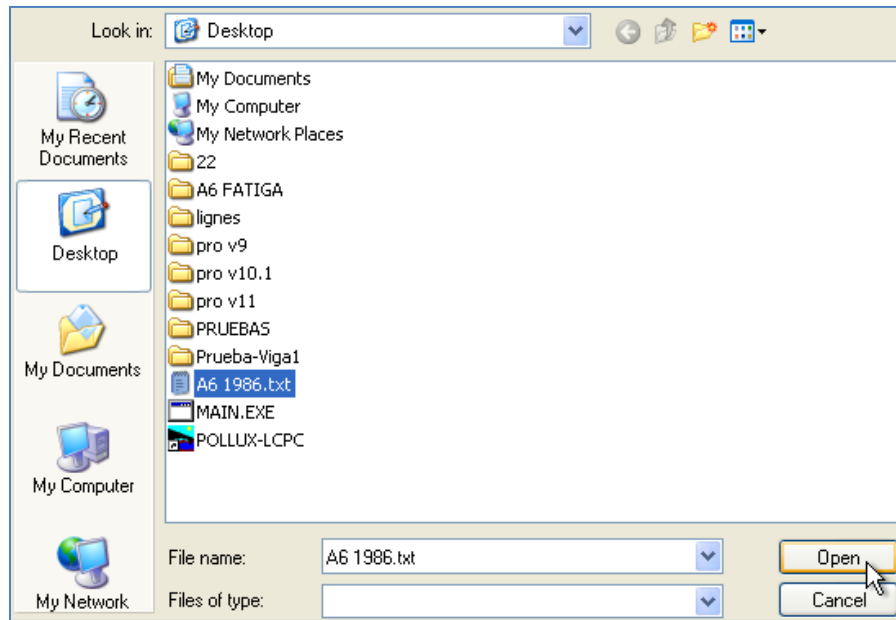 Look in:
Desktop
My Recent
Documents
Desktop
My Documents
My Computer
My Network
My Documents
My Computer
My Network Places
22
A6 FATIGA
lignes
pro v9
pro v10.1
pro v11
PRUEBAS
Prueba-Viga1
A6 1986.txt
MAIN.EXE
POLLUX-LCPC
File name:
A6 1986.txt
Open
Files of type:
Cancel